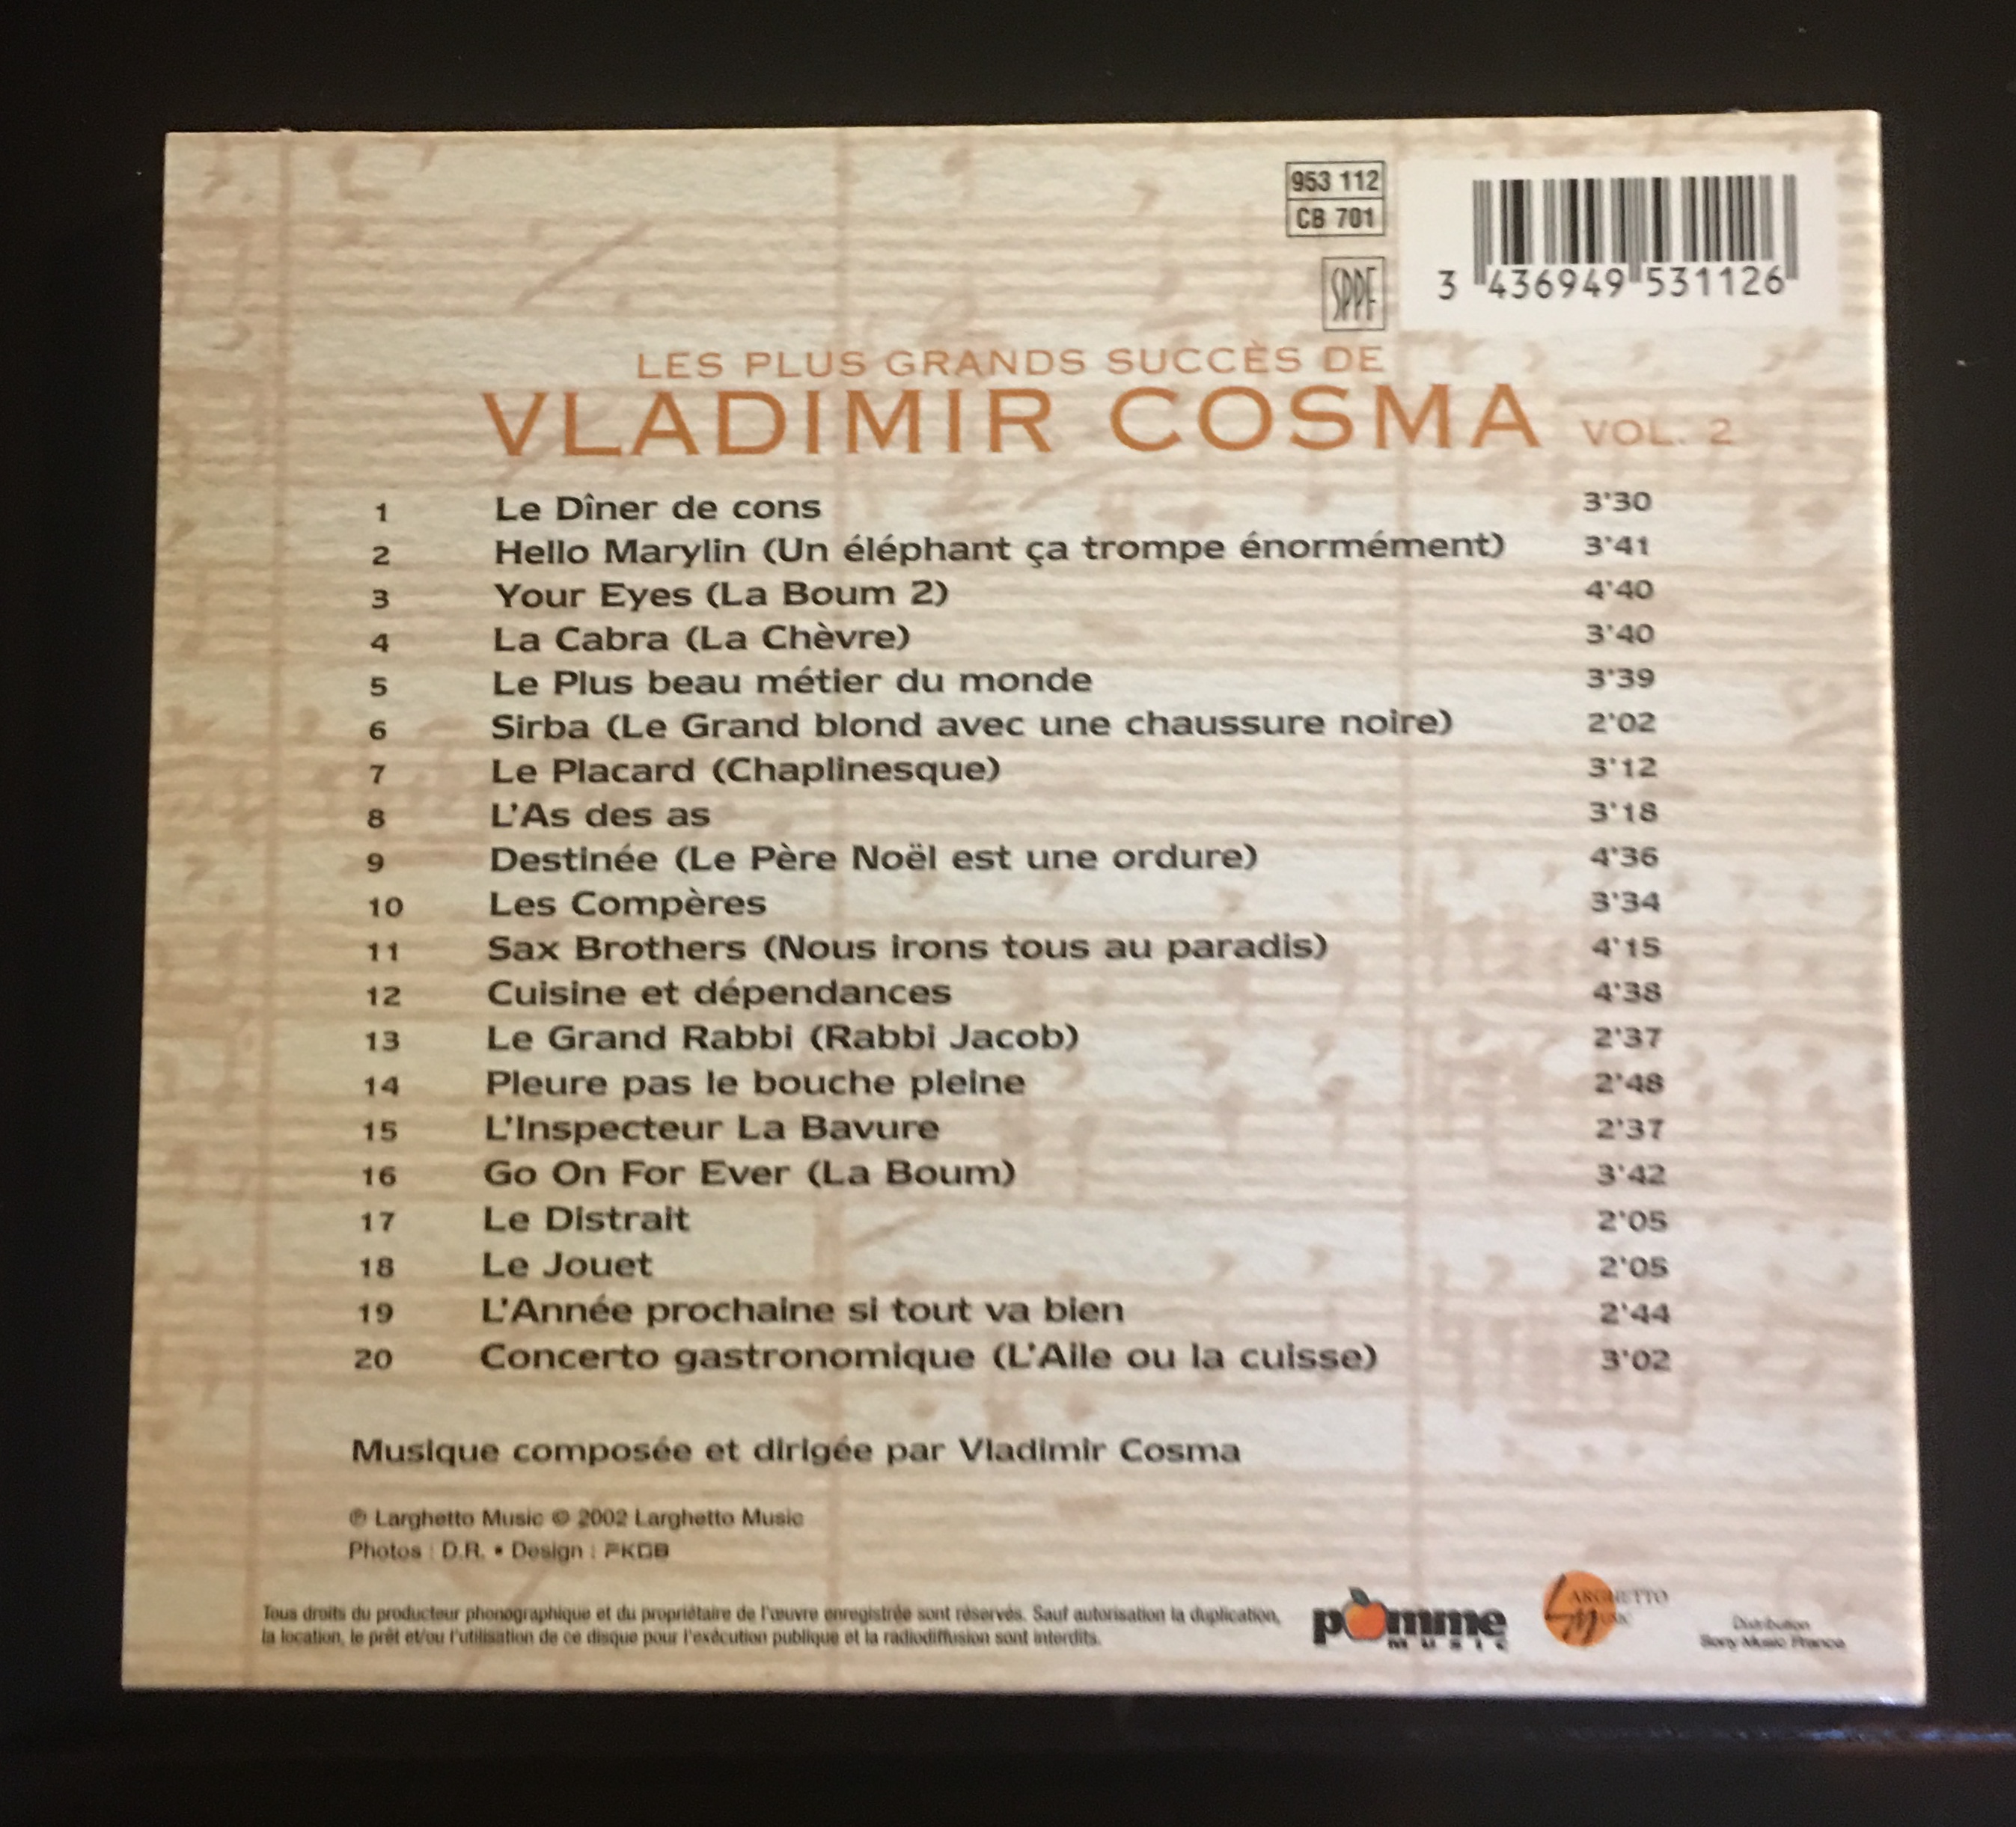 953 112
CB 701
SPPF
3 436949 531126
LES PLUS GRANDS SUCCÈS DE
VLADIMIR COSMA VOL. 2
1 Le Dîner de cons 3'30
2 Hello Marylin (Un éléphant ça trompe énormément) 3'41
3 Your Eyes (La Boum 2) 4'40
4 La Cabra (La Chèvre) 3'40
5 Le Plus beau métier du monde 3'39
6 Sirba (Le Grand blond avec une chaussure noire) 2'02
7 Le Placard (Chaplinesque) 3'12
8 L'As des as 3'18
9 Destinée (Le Père Noël est une ordure) 4'36
10 Les Compères 3'34
11 Sax Brothers (Nous irons tous au paradis) 4'15
12 Cuisine et dépendances 4'38
13 Le Grand Rabbi (Rabbi Jacob) 2'37
14 Pleure pas le bouche pleine 2'48
15 L'Inspecteur La Bavure 2'37
16 Go On For Ever (La Boum) 3'42
17 Le Distrait 2'05
18 Le Jouet 2'05
19 L'Année prochaine si tout va bien 2'44
20 Concerto gastronomique (L'Aile ou la cuisse) 3'02
Musique composée et dirigée par Vladimir Cosma
℗ Larghetto Music © 2002 Larghetto Music
Photos : D.R. • Design : FKGB
Tous droits du producteur phonographique et du propriétaire de l'œuvre enregistrée sont réservés. Sauf autorisation la duplication,
la location, le prêt et/ou l'utilisation de ce disque pour l'exécution publique et la radiodiffusion sont interdits.
pomme
MUSIC
LARGHETTO
MUSIC
Distribution
Sony Music France